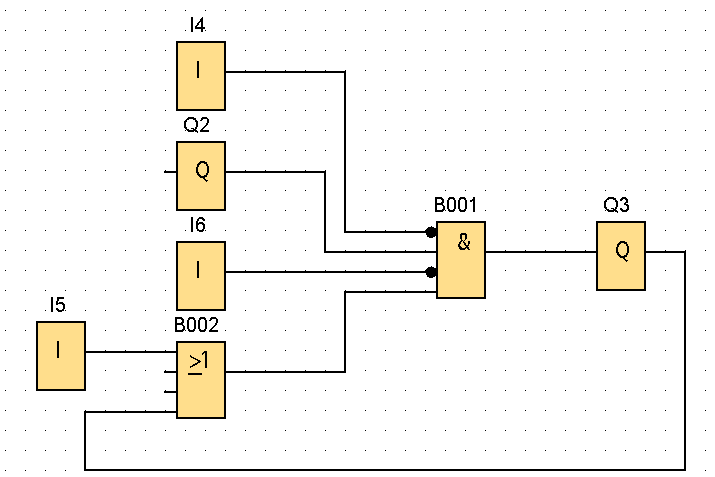 I4
I
Q2
Q
I6
I
B001
&
Q3
Q
I5
I
B002
≥1